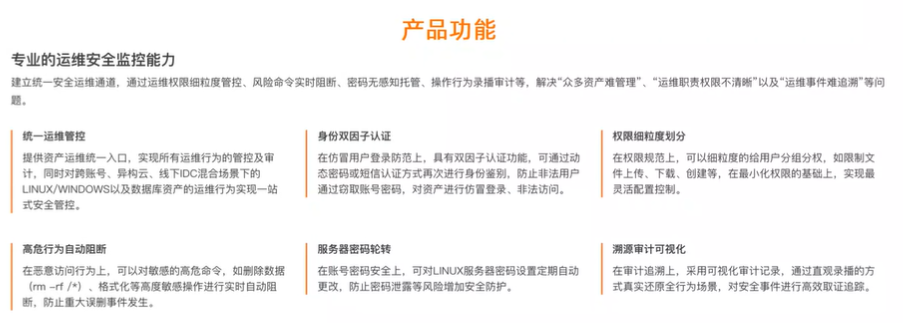 产品功能
专业的运维安全监控能力
建立统一安全运维通道，通过运维权限细粒度管控、风险命令实时阻断、密码无感知托管、操作行为录播审计等，解决“众多资产难管理”、“运维职责权限不清晰”以及“运维事件难追溯”等问
题。
统一运维管控
提供资产运维统一入口，实现所有运维行为的管控及审
计，同时对跨账号、异构云、线下IDC混合场景下的
LINUX/WINDOWS以及数据库资产的运维行为实现一站
式安全管控。
身份双因子认证
在仿冒用户登录防范上，具有双因子认证功能，可通过动
态密码或短信认证方式再次进行身份鉴别，防止非法用户
通过窃取账号密码，对资产进行仿冒登录、非法访问。
权限细粒度划分
在权限规范上，可以细粒度的给用户分组分权，如限制文
件上传、下载、创建等，在最小化权限的基础上，实现最
灵活配置控制。
高危行为自动阻断
在恶意访问行为上，可以对敏感的高危命令，如删除数据
（rm -rf /*）、格式化等高度敏感操作进行实时自动阻
断，防止重大误删事件发生。
服务器密码轮转
在账号密码安全上，可对LINUX服务器密码设置定期自动
更改，防止密码泄露等风险增加安全防护。
溯源审计可视化
在审计追溯上，采用可视化审计记录，通过直观录播的方
式真实还原全行为场景，对安全事件进行高效取证追踪。